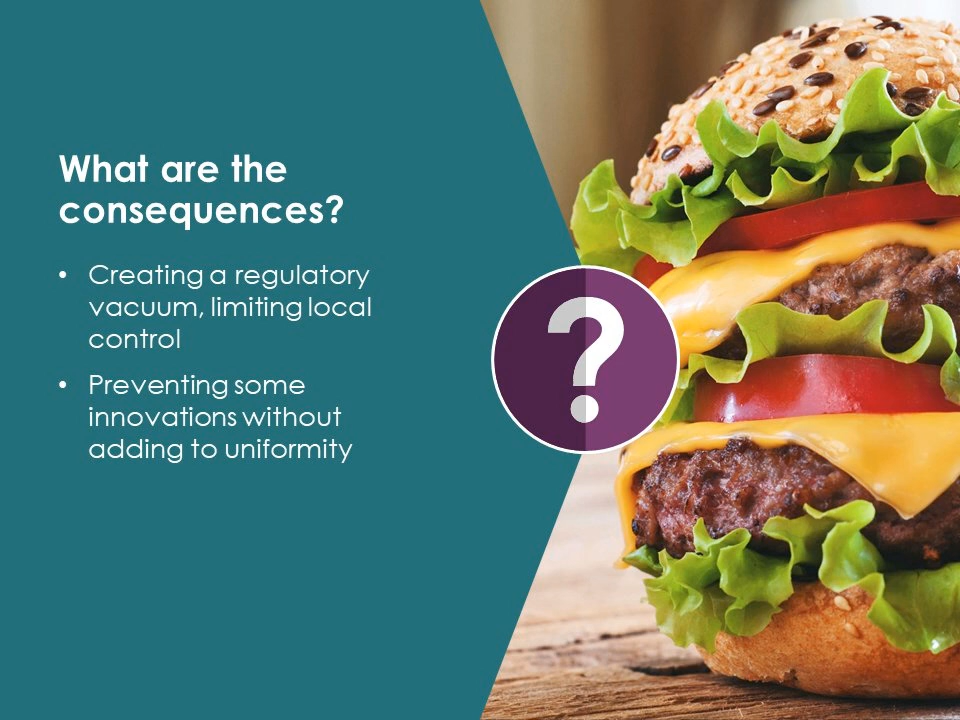 What are the
consequences?
• Creating a regulatory
vacuum, limiting local
control
• Preventing some
innovations without
adding to uniformity
?